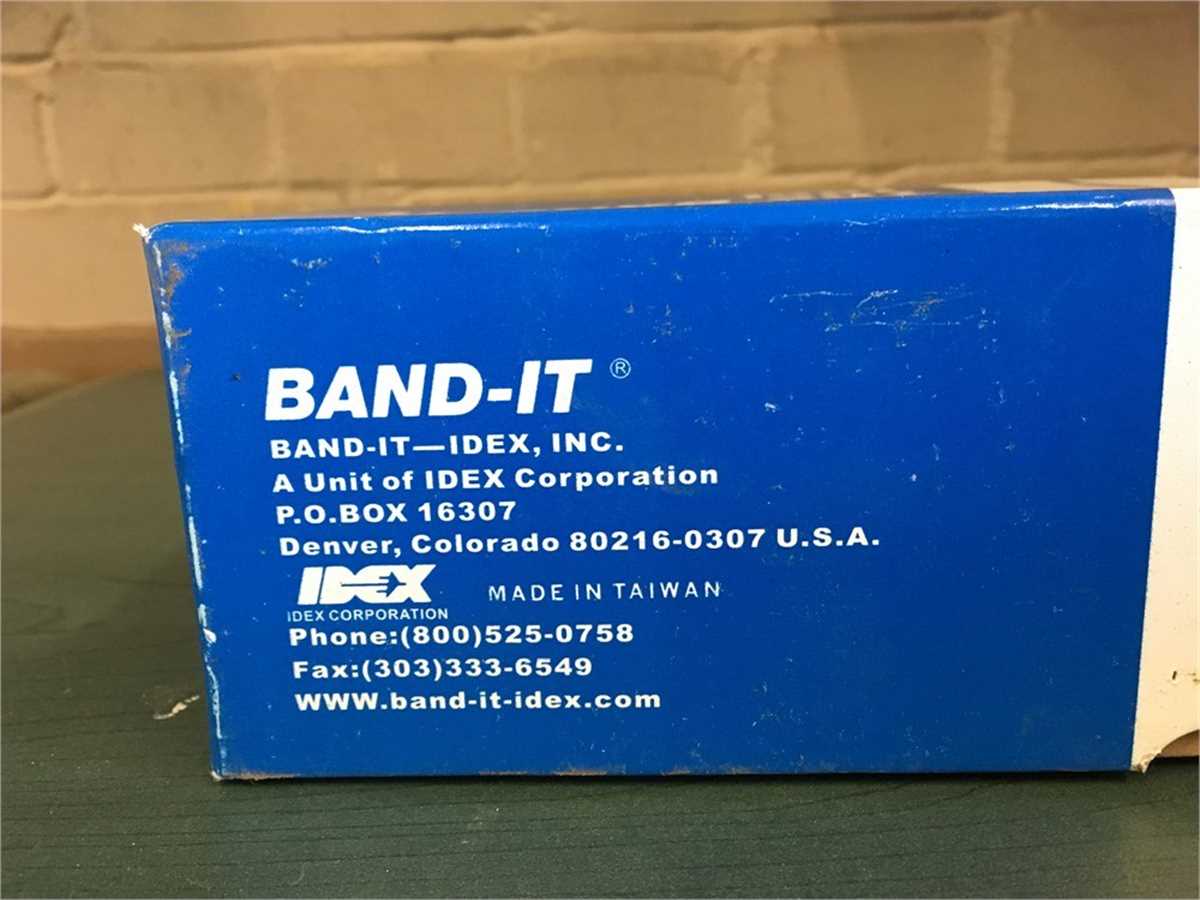 BAND-IT ®
BAND-IT—IDEX, INC.
A Unit of IDEX Corporation
P.O.BOX 16307
Denver, Colorado 80216-0307 U.S.A.
IDEX MADE IN TAIWAN
IDEX CORPORATION
Phone:(800)525-0758
Fax:(303)333-6549
WWW.band-it-idex.com